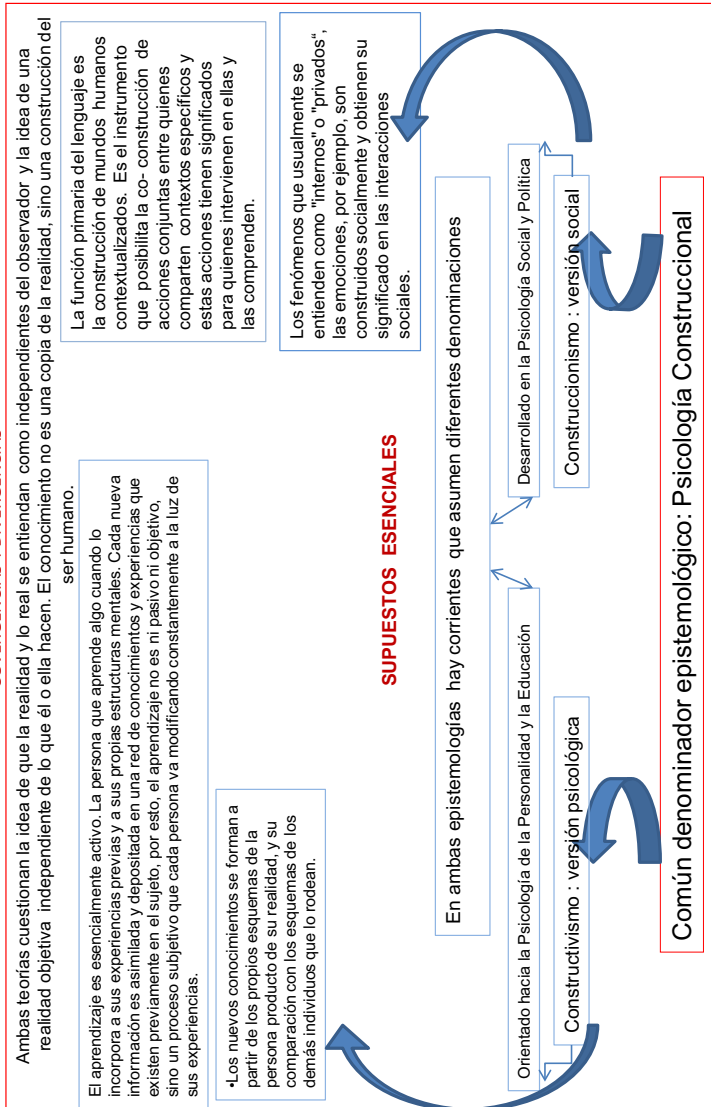 Ambas teorías cuestionan la idea de que la realidad y lo real se entiendan como independientes del observador y la idea de una
realidad objetiva independiente de lo que él o ella hacen. El conocimiento no es una copia de la realidad, sino una construcción del
ser humano.
El aprendizaje es esencialmente activo. La persona que aprende algo cuando lo
incorpora a sus experiencias previas y a sus propias estructuras mentales. Cada nueva
información es asimilada y depositada en una red de conocimientos y experiencias que
existen previamente en el sujeto, por esto, el aprendizaje no es ni pasivo ni objetivo,
sino un proceso subjetivo que cada persona va modificando constantemente a la luz de
sus experiencias.
•Los nuevos conocimientos se forman a
partir de los propios esquemas de la
persona producto de su realidad, y su
comparación con los esquemas de los
demás individuos que lo rodean.
La función primaria del lenguaje es
la construcción de mundos humanos
contextualizados. Es el instrumento
que posibilita la co- construcción de
acciones conjuntas entre quienes
comparten contextos específicos y
estas acciones tienen significados
para quienes intervienen en ellas y
las comprenden.
Los fenómenos que usualmente se
entienden como "internos" o "privados",
las emociones, por ejemplo, son
construidos socialmente y obtienen su
significado en las interacciones
sociales.
SUPUESTOS ESENCIALES
En ambas epistemologías hay corrientes que asumen diferentes denominaciones
Orientado hacia la Psicología de la Personalidad y la Educación
Desarrollado en la Psicología Social y Política
Constructivismo : versión psicológica
Construccionismo : versión social
Común denominador epistemológico: Psicología Construccional